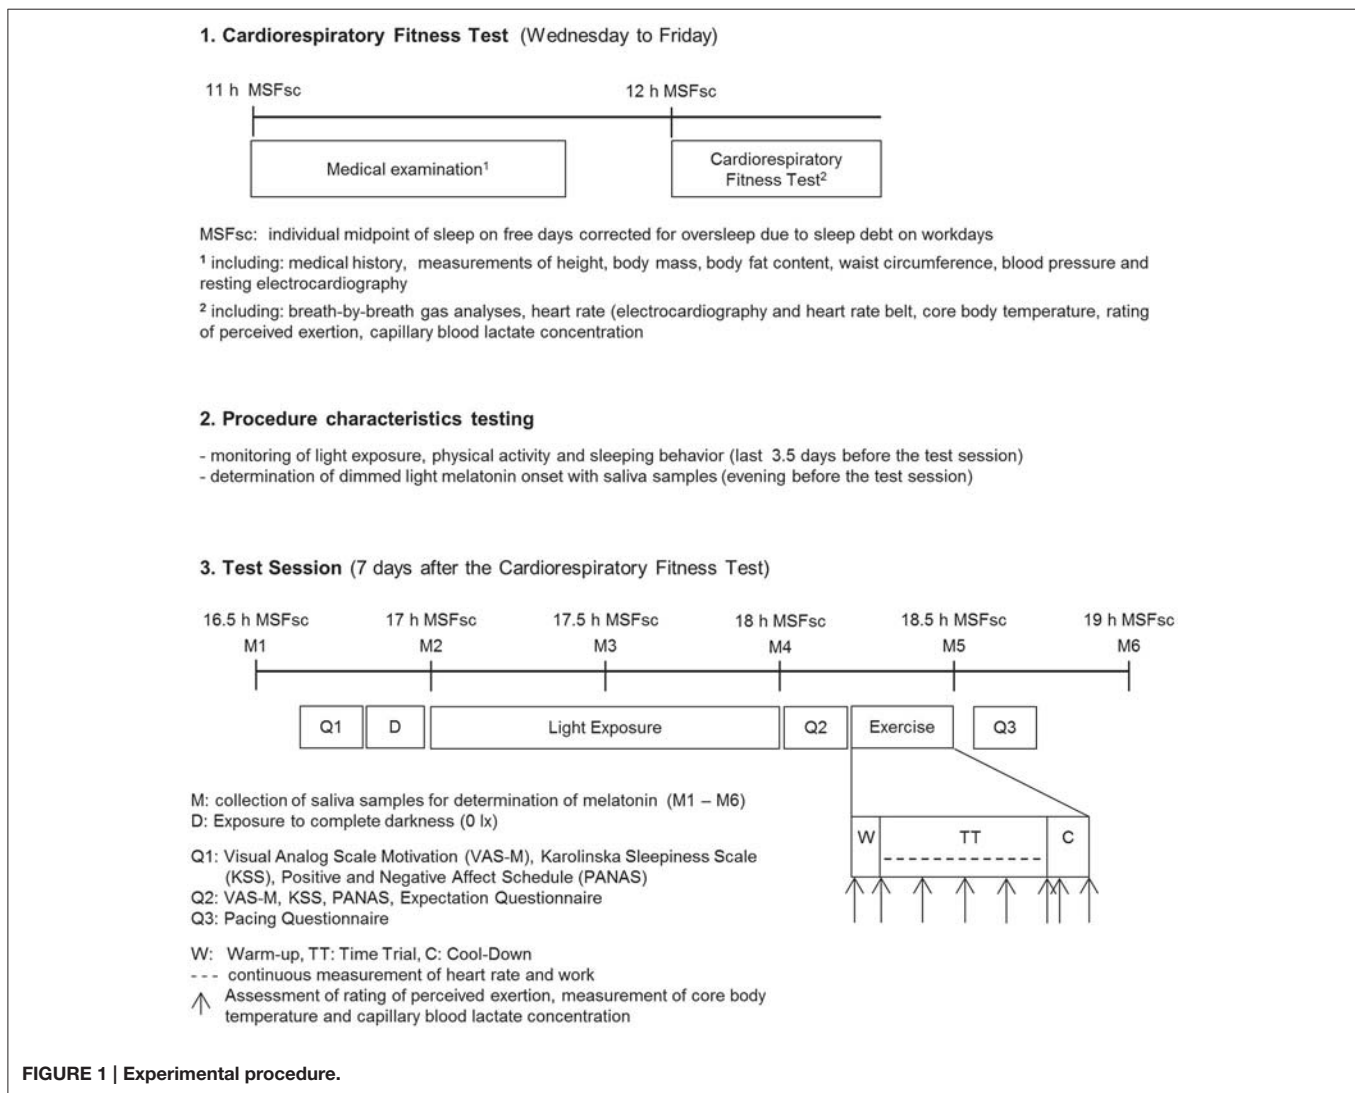 1. Cardiorespiratory Fitness Test (Wednesday to Friday)
11 h MSFsc
12 h MSFsc
Medical examination¹
Cardiorespiratory
Fitness Test²
MSFsc: individual midpoint of sleep on free days corrected for oversleep due to sleep debt on workdays
¹ including: medical history, measurements of height, body mass, body fat content, waist circumference, blood pressure and
resting electrocardiography
² including: breath-by-breath gas analyses, heart rate (electrocardiography and heart rate belt, core body temperature, rating
of perceived exertion, capillary blood lactate concentration
2. Procedure characteristics testing
- monitoring of light exposure, physical activity and sleeping behavior (last 3.5 days before the test session)
- determination of dimmed light melatonin onset with saliva samples (evening before the test session)
3. Test Session (7 days after the Cardiorespiratory Fitness Test)
16.5 h MSFsc 17 h MSFsc 17.5 h MSFsc 18 h MSFsc 18.5 h MSFsc 19 h MSFsc
M1 M2 M3 M4 M5 M6
Q1 D Light Exposure Q2 Exercise Q3
W TT C
M: collection of saliva samples for determination of melatonin (M1 – M6)
D: Exposure to complete darkness (0 lx)
Q1: Visual Analog Scale Motivation (VAS-M), Karolinska Sleepiness Scale
(KSS), Positive and Negative Affect Schedule (PANAS)
Q2: VAS-M, KSS, PANAS, Expectation Questionnaire
Q3: Pacing Questionnaire
W: Warm-up, TT: Time Trial, C: Cool-Down
--- continuous measurement of heart rate and work
Assessment of rating of perceived exertion, measurement of core body
temperature and capillary blood lactate concentration
FIGURE 1 | Experimental procedure.